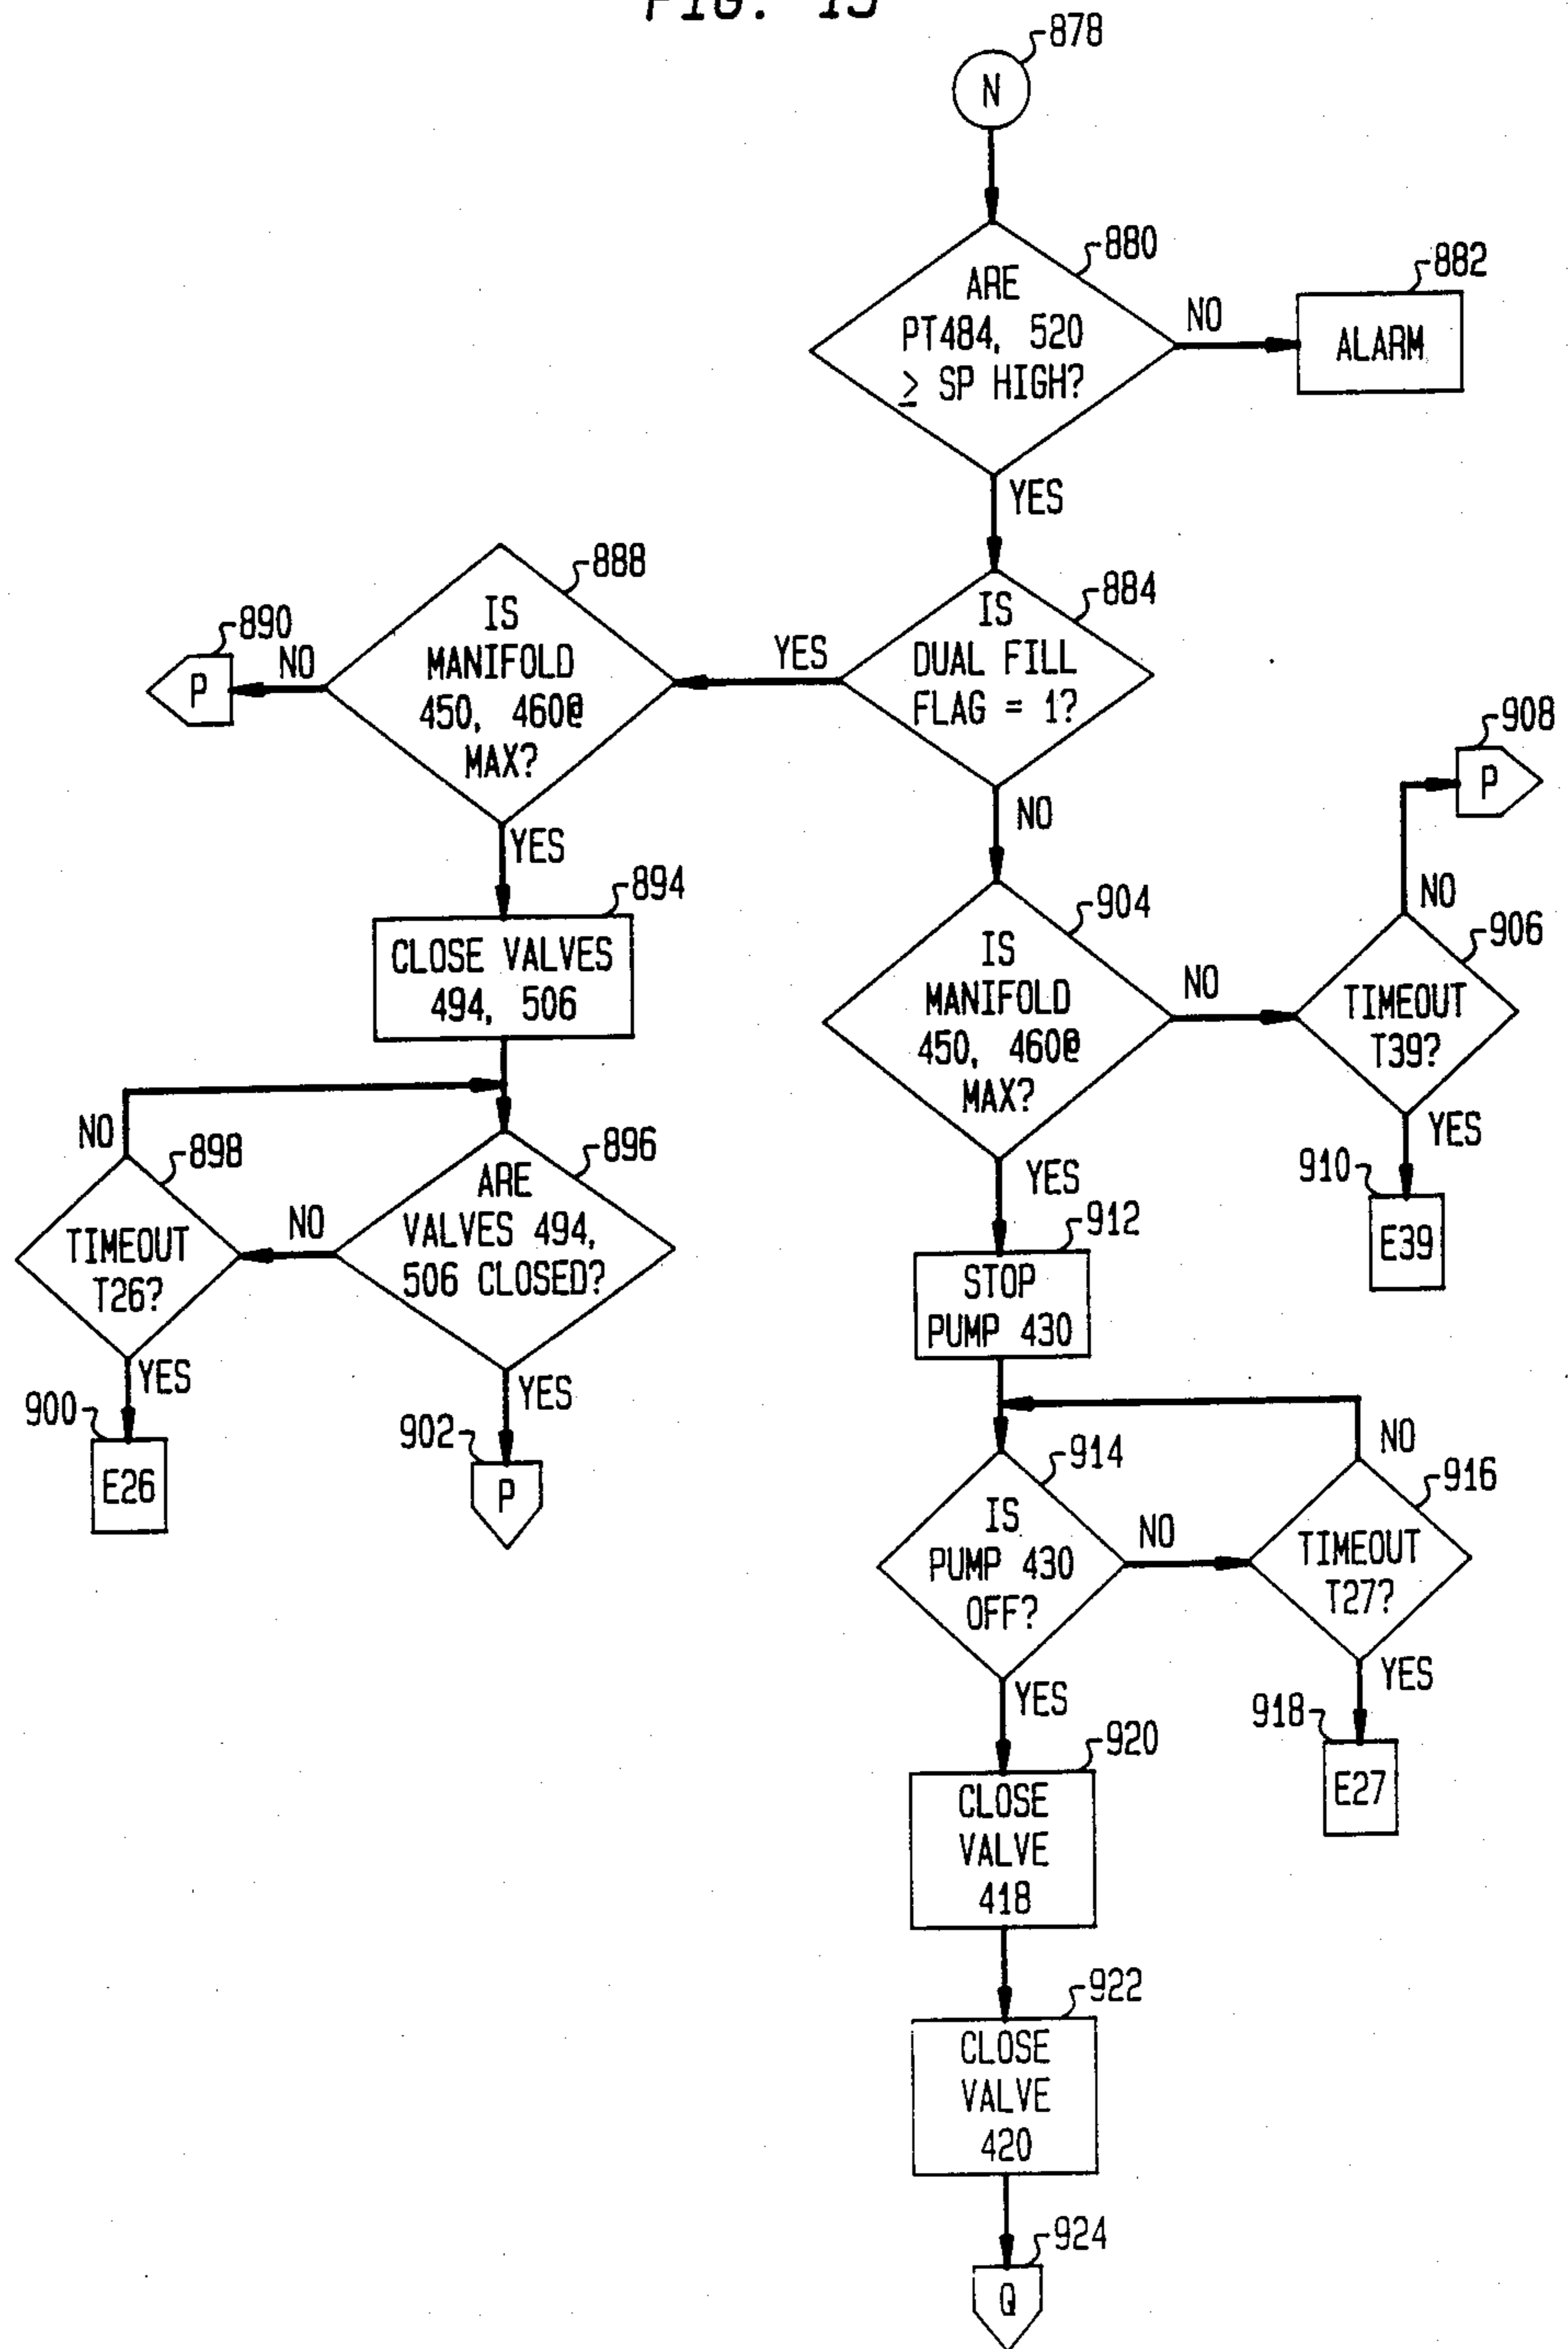 FIG. 15
878
N
880
ARE
PT484, 520
≥ SP HIGH?
NO
882
ALARM
YES
884
IS
DUAL FILL
FLAG = 1?
YES
888
IS
MANIFOLD
450, 460@
MAX?
NO
890
P
YES
894
CLOSE VALVES
494, 506
896
ARE
VALVES 494,
506 CLOSED?
NO
898
TIMEOUT
T26?
NO
YES
900
E26
YES
902
P
NO
904
IS
MANIFOLD
450, 460@
MAX?
NO
906
TIMEOUT
T39?
NO
908
P
YES
910
E39
YES
912
STOP
PUMP 430
914
IS
PUMP 430
OFF?
NO
916
TIMEOUT
T27?
NO
YES
918
E27
YES
920
CLOSE
VALVE
418
922
CLOSE
VALVE
420
924
Q